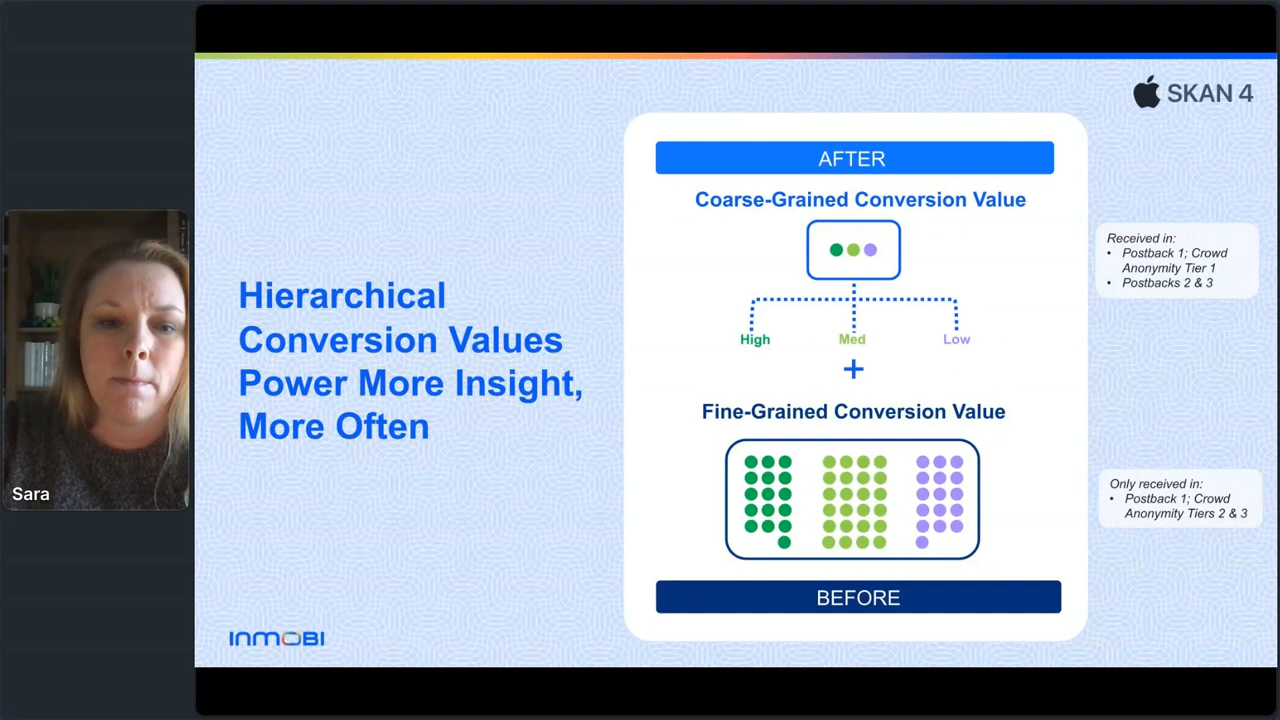 SKAN 4
AFTER
Coarse-Grained Conversion Value
Received in:
• Postback 1; Crowd
Anonymity Tier 1
• Postbacks 2 & 3
Hierarchical
Conversion Values
Power More Insight,
More Often
High Med Low
+
Fine-Grained Conversion Value
Only received in:
• Postback 1; Crowd
Anonymity Tiers 2 & 3
BEFORE
Sara
INMOBI